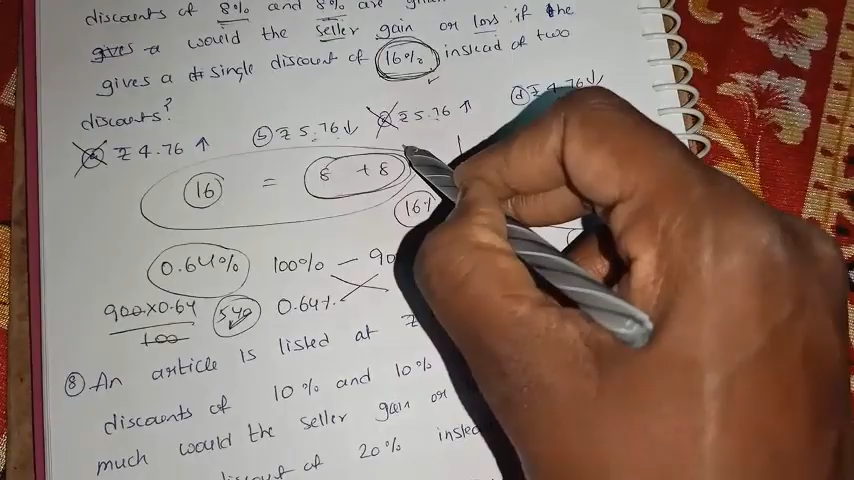 discounts of 8% and 8% are
gives a would the seller gain or loss if the
gives a single discount of 16% instead of two
discounts?
ⓐ ₹ 4.76 ↑ ⓑ ₹ 5.76 ↓ ⓒ ₹ 5.76 ↑ ⓓ ₹ 4.76 ↓
16 = 8 + 8
16%
0.64% 100% — 90
900×0.64 0.64%
100
⑧ An article is listed at ₹
discounts of 10% and 10%
much would the seller gain or
discount of 20%